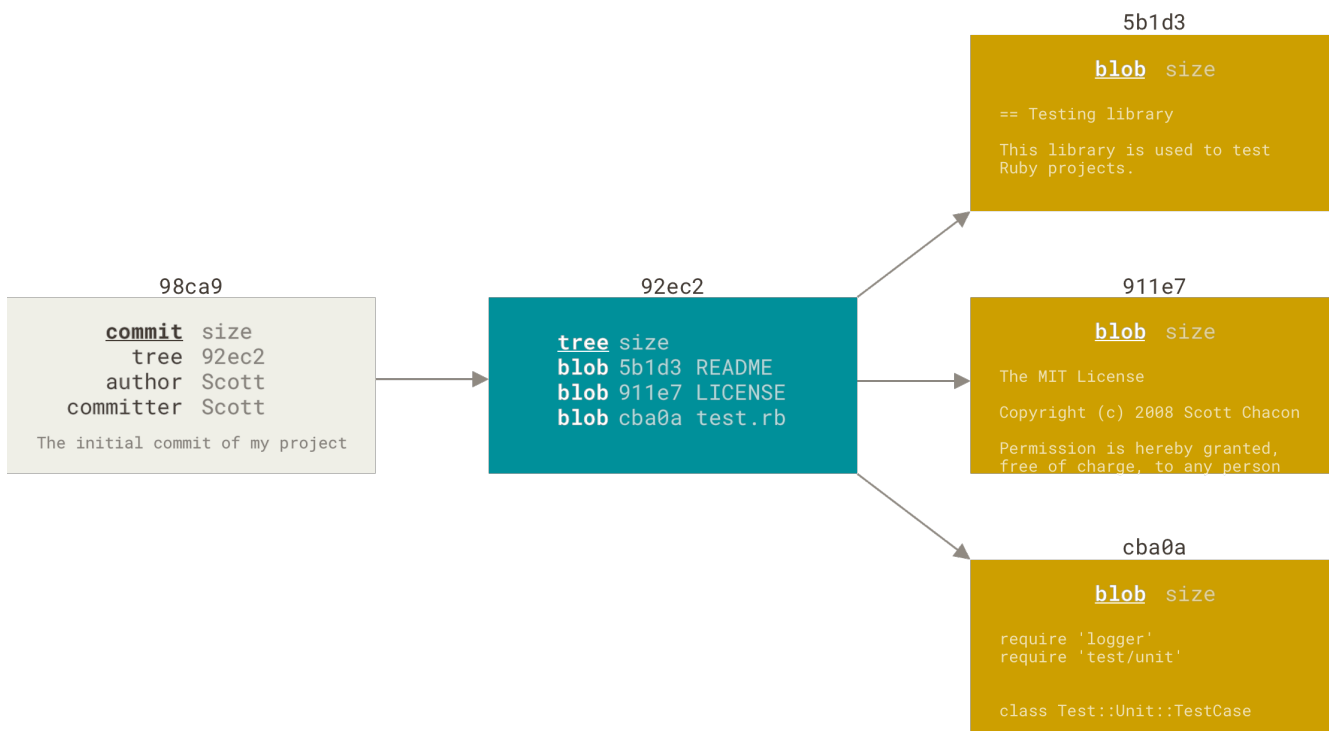 98ca9
commit size
tree 92ec2
author Scott
committer Scott
The initial commit of my project
92ec2
tree size
blob 5b1d3 README
blob 911e7 LICENSE
blob cba0a test.rb
5b1d3
blob size
== Testing library
This library is used to test
Ruby projects.
911e7
blob size
The MIT License
Copyright (c) 2008 Scott Chacon
Permission is hereby granted,
free of charge, to any person
cba0a
blob size
require 'logger'
require 'test/unit'
class Test::Unit::TestCase